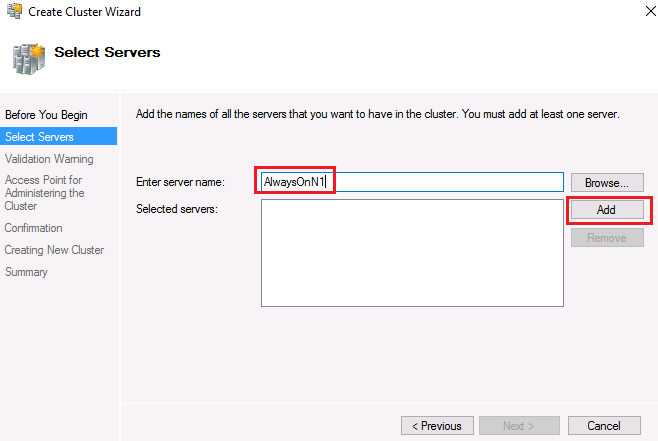 Create Cluster Wizard
Select Servers
Before You Begin
Select Servers
Validation Warning
Access Point for
Administering the
Cluster
Confirmation
Creating New Cluster
Summary
Add the names of all the servers that you want to have in the cluster. You must add at least one server.
Enter server name:
AlwaysOnN1
Browse...
Selected servers:
Add
Remove
< Previous
Next >
Cancel